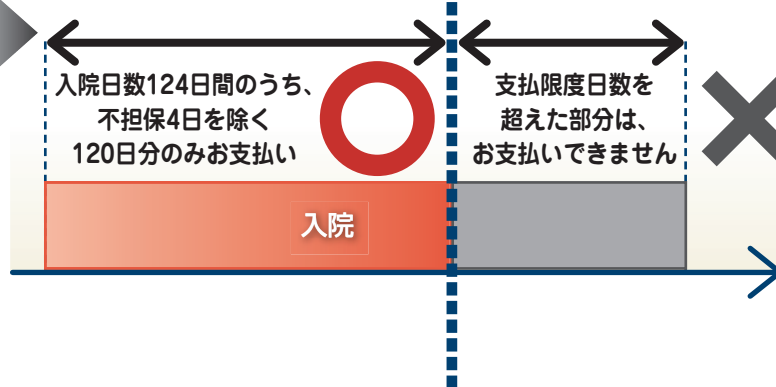 入院日数124日間のうち、
不担保4日を除く
120日分のみお支払い
支払限度日数を
超えた部分は、
お支払いできません
入院